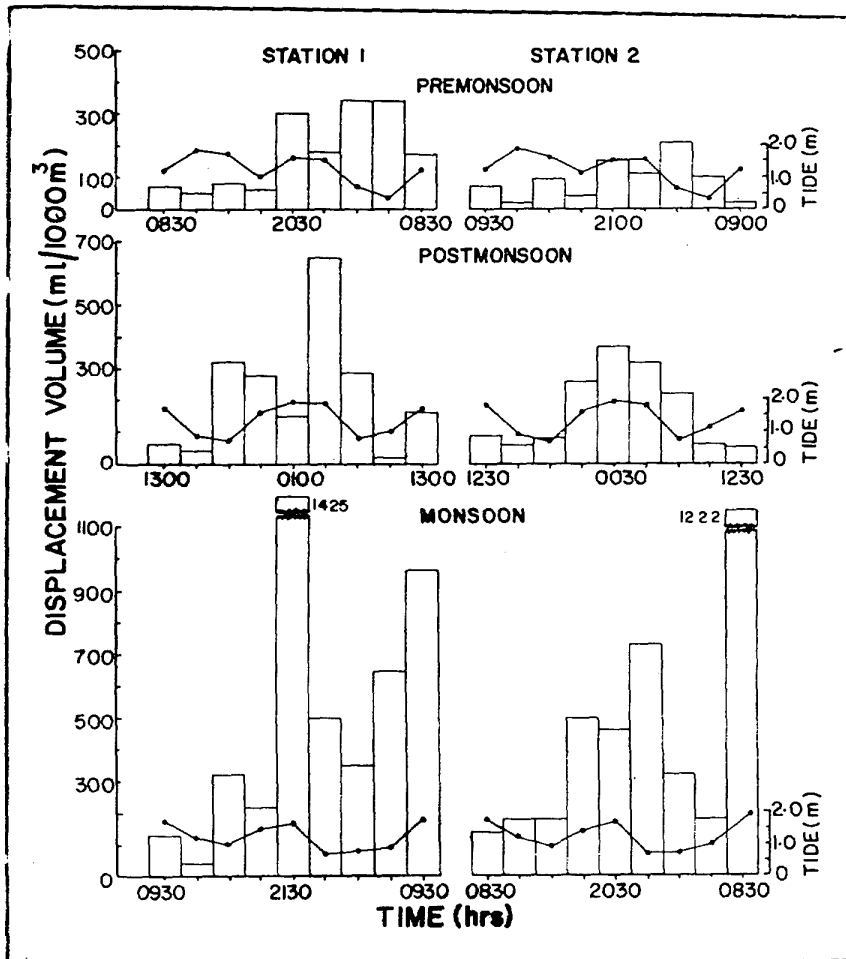 STATION 1 STATION 2
PREMONSOON
500
300
100
0
2.0
0
TIDE (m)
0830 2030 0830 0930 2100 0900
POSTMONSOON
700
500
300
100
0
2.0
1.0
0
TIDE (m)
1300 0100 1300 1230 0030 1230
MONSOON
1425 1222
1100
900
700
500
300
0
2.0
1.0
0
TIDE (m)
0930 2130 0930 0830 2030 0830
DISPLACEMENT VOLUME (ml/1000m³)
TIME (hrs)